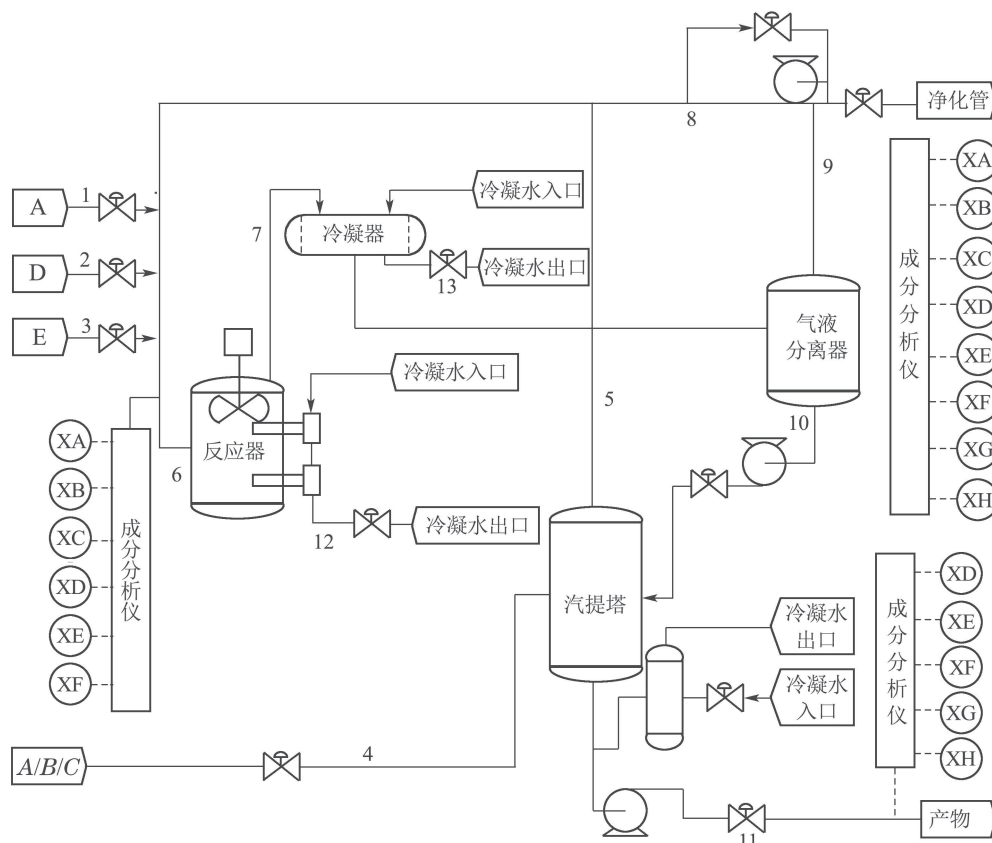 净化管
8
9
XA
XB
XC
XD
XE
XF
XG
XH
成分分析仪
A
1
D
2
E
3
7
冷凝水入口
冷凝器
冷凝水出口
13
气液
分离器
10
5
冷凝水入口
反应器
6
冷凝水出口
12
XA
XB
XC
XD
XE
XF
成分分析仪
汽提塔
冷凝水
出口
冷凝水
入口
XD
XE
XF
XG
XH
成分分析仪
A/B/C
4
11
产物